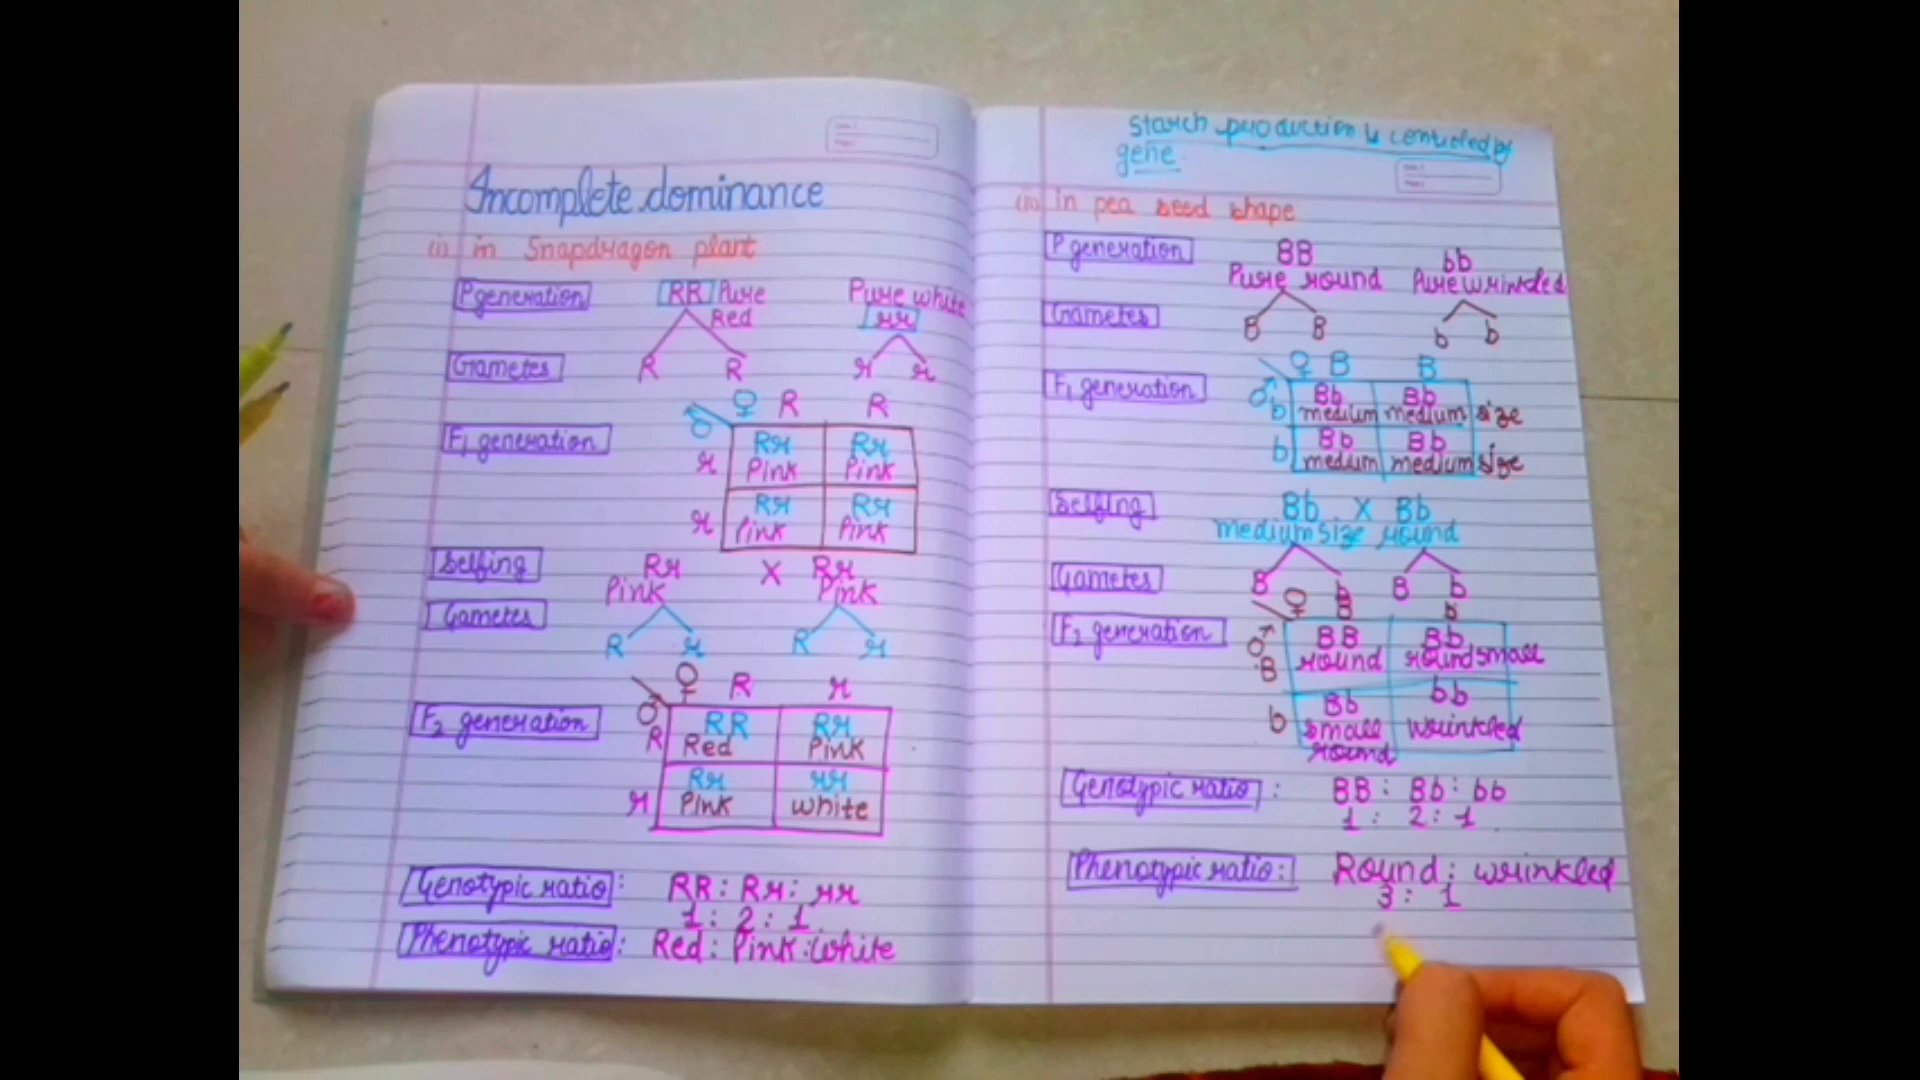 Incomplete dominance
(i) in Snapdragon plant
P generation RR Pure Red Pure white rr
Gametes R R r r
♀ R R
♂
F1 generation r Rr Pink Rr Pink
r Rr Pink Rr Pink
Selfing Rr Pink X Rr Pink
Gametes R r R r
♀ R r
♂
F2 generation R RR Red Rr Pink
r Rr Pink rr white
Genotypic ratio : RR : Rr : rr
1 : 2 : 1
Phenotypic ratio : Red : Pink : white
Starch production is controled by
gene.
(ii) in pea seed shape
P generation BB Pure round bb Pure wrinkled
Gametes B B b b
♀ B B
♂
F1 generation b Bb medium Bb medium size
b Bb medium Bb medium size
Selfing Bb X Bb
medium size round
Gametes B b B b
♀ B b
♂
F2 generation B BB round Bb round small
b Bb small round bb wrinkled
Genotypic ratio : BB : Bb : bb
1 : 2 : 1
Phenotypic ratio : Round : wrinkled
3 : 1